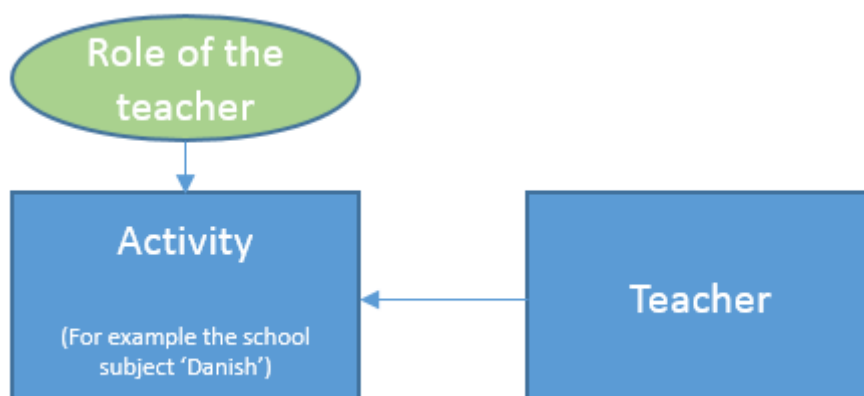 Role of the
teacher
Activity
(For example the school
subject ‘Danish’)
Teacher